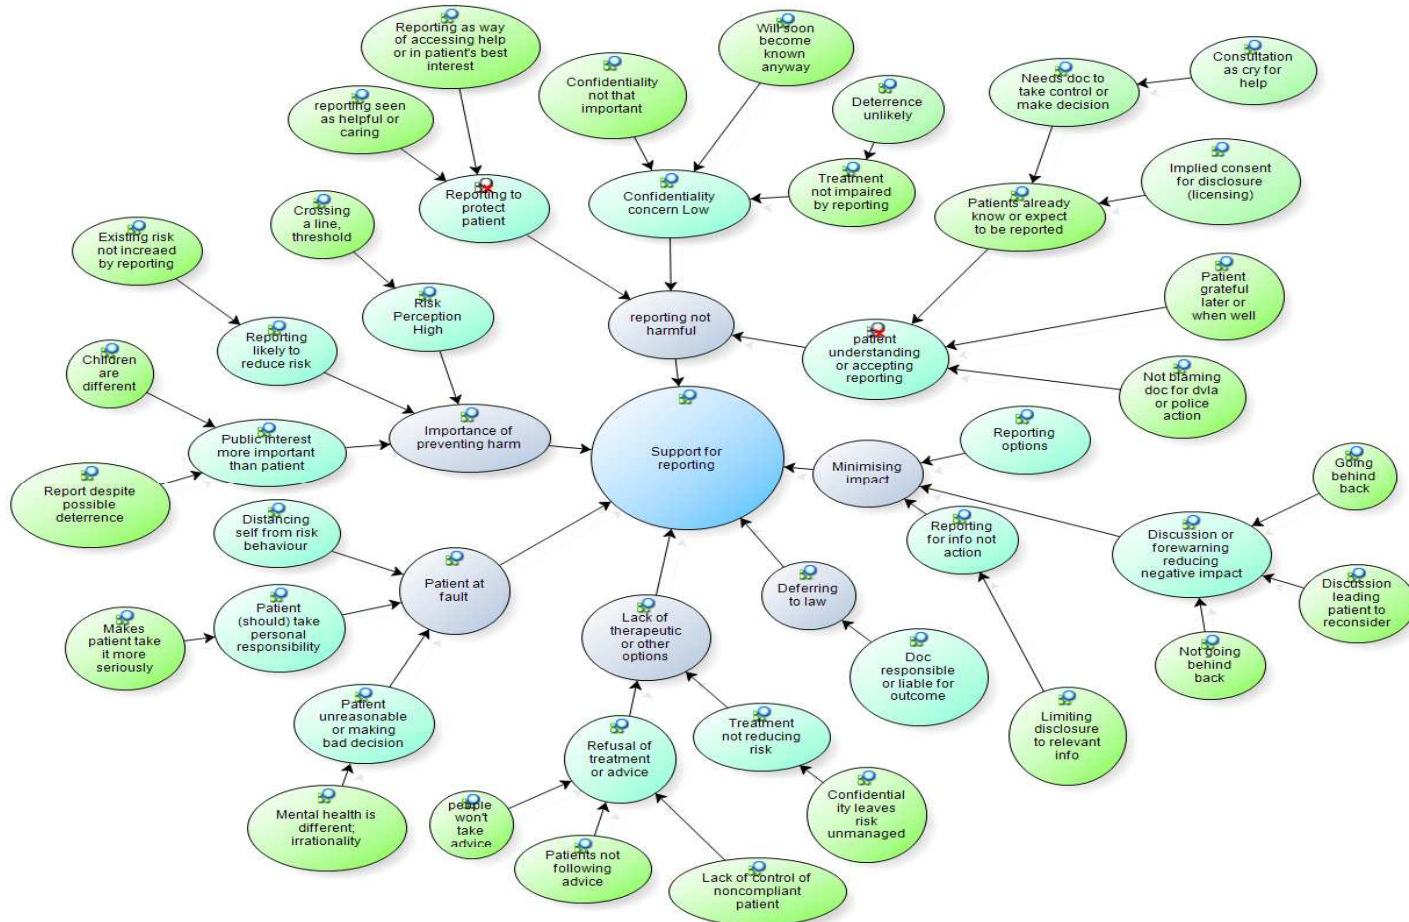 Reporting as way
of accessing help
or in patient's best
interest
Will soon
become
known
anyway
Confidentiality
not that
important
Needs doc to
take control or
make decision
Consultation
as cry for
help
reporting seen
as helpful or
caring
Deterrence
unlikely
Implied consent
for disclosure
(licensing)
Reporting to
protect
patient
Confidentiality
concern Low
Treatment
not impaired
by reporting
Patients already
know or expect
to be reported
Crossing
a line,
threshold
Existing risk
not increaed
by reporting
Patient
grateful
later or
when well
Risk
Perception
High
reporting not
harmful
patient
understanding
or accepting
reporting
Reporting
likely to
reduce risk
Children
are
different
Not blaming
doc for dvla
or police
action
Importance of
preventing harm
Public interest
more important
than patient
Support for
reporting
Reporting
options
Minimising
impact
Going
behind
back
Report despite
possible
deterrence
Distancing
self from risk
behaviour
Reporting
for info not
action
Discussion or
forewarning
reducing
negative impact
Patient at
fault
Deferring
to law
Discussion
leading
patient to
reconsider
Patient
(should) take
personal
responsibility
Makes
patient take
it more
seriously
Lack of
therapeutic
or other
options
Doc
responsible
or liable for
outcome
Not going
behind
back
Patient
unreasonable
or making
bad decision
Treatment
not reducing
risk
Limiting
disclosure
to relevant
info
Refusal of
treatment
or advice
Mental health is
different;
irrationality
people
won't
take
advice
Confidential
ity leaves
risk
unmanaged
Patients not
following
advice
Lack of control of
noncompliant
patient